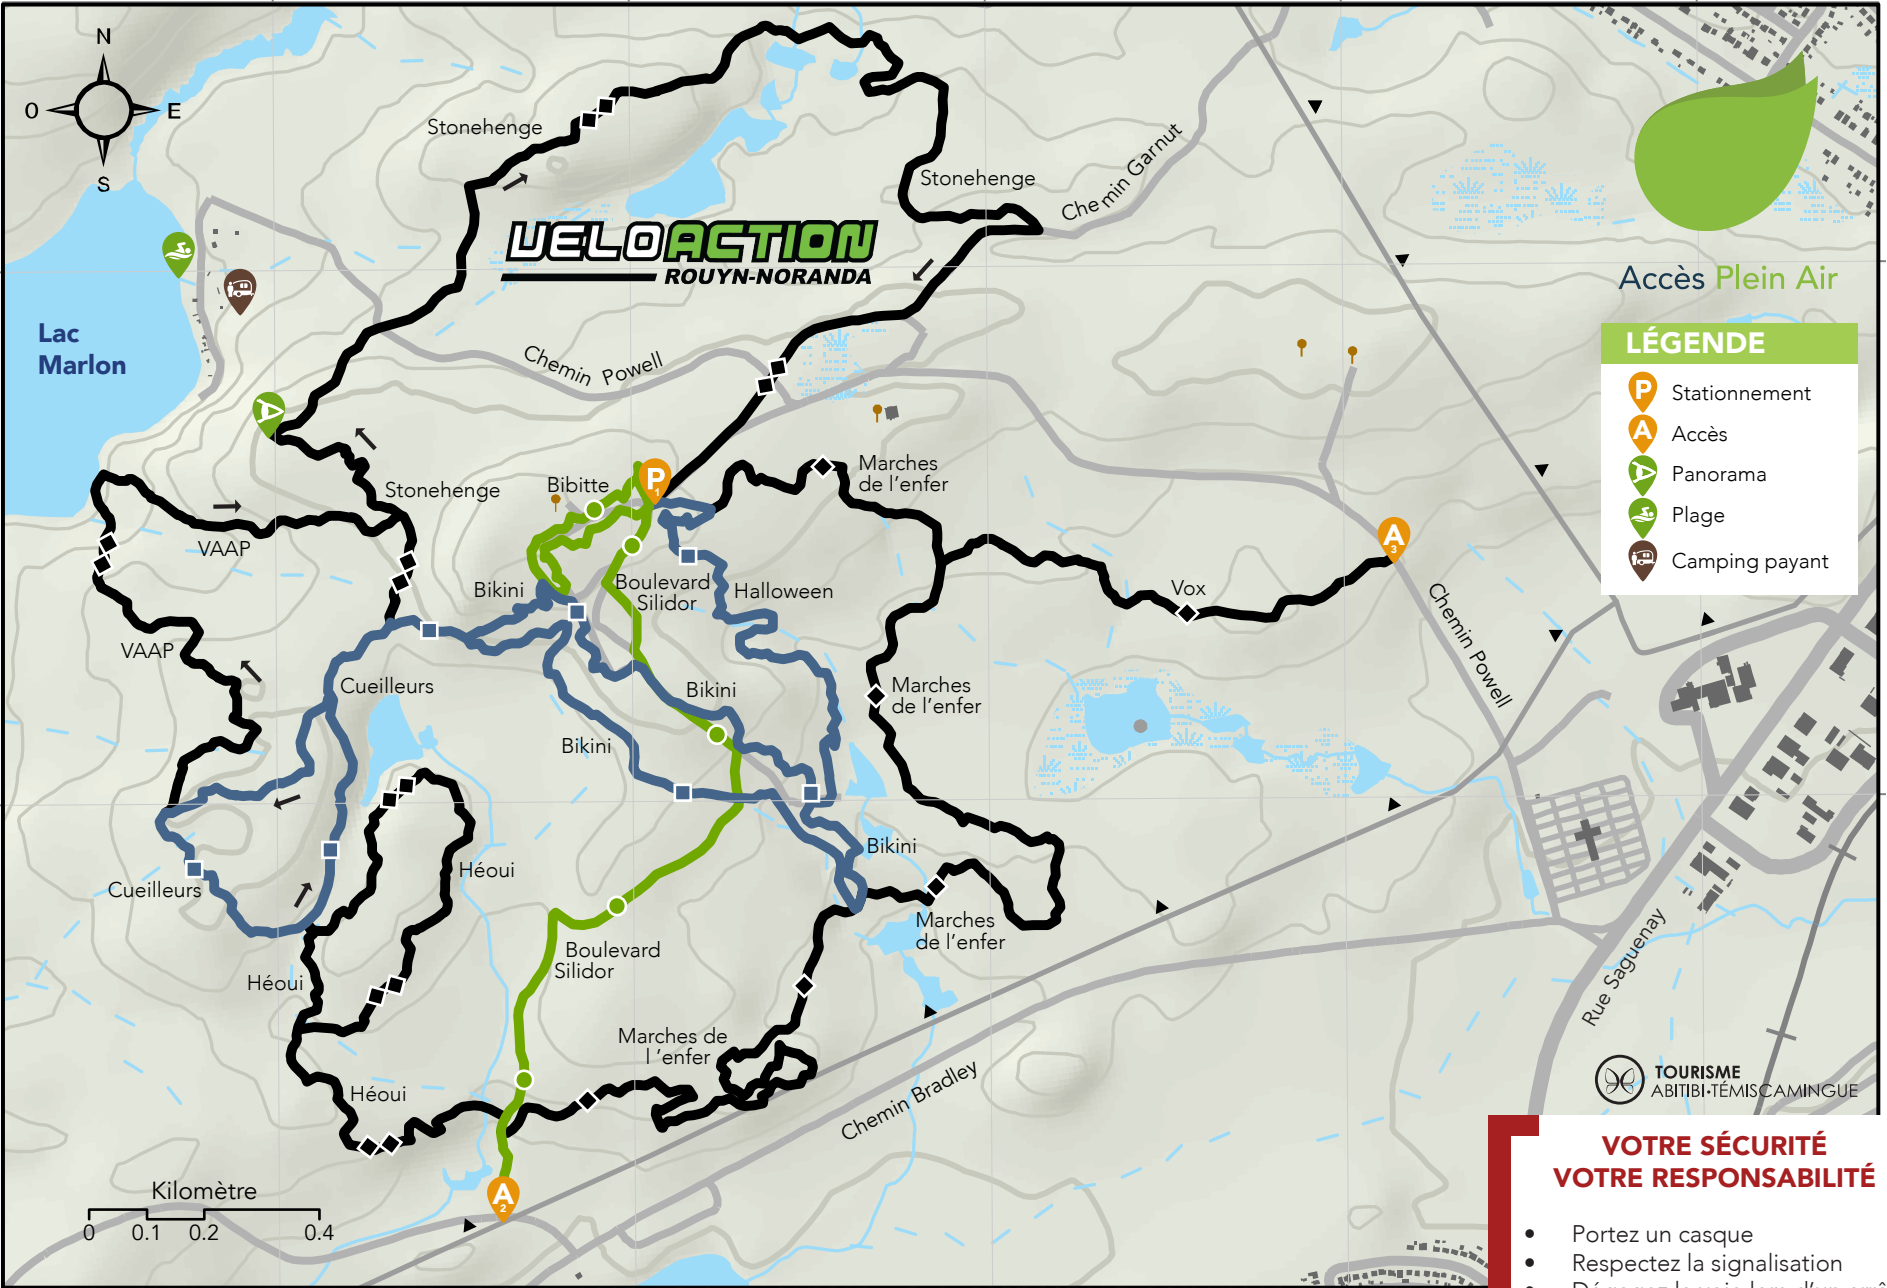 N
O
E
S
Stonehenge
Stonehenge
Chemin Garnut
VELOACTION
ROUYN-NORANDA
Accès Plein Air
Lac
Marlon
Chemin Powell
LÉGENDE
P Stationnement
A Accès
Panorama
Plage
Camping payant
Stonehenge
Bibitte
P
1
Marches
de l'enfer
VAAP
A
3
Bikini
Boulevard
Silidor
Halloween
Vox
Chemin Powell
VAAP
Cueilleurs
Bikini
Marches
de l'enfer
Bikini
Bikini
Héoui
Cueilleurs
Marches
de l'enfer
Boulevard
Silidor
Héoui
Rue Saguenay
Marches de
l'enfer
Héoui
Chemin Bradley
TOURISME
ABITIBI•TÉMISCAMINGUE
Kilomètre
0 0.1 0.2 0.4
A
2
VOTRE SÉCURITÉ
VOTRE RESPONSABILITÉ
• Portez un casque
• Respectez la signalisation